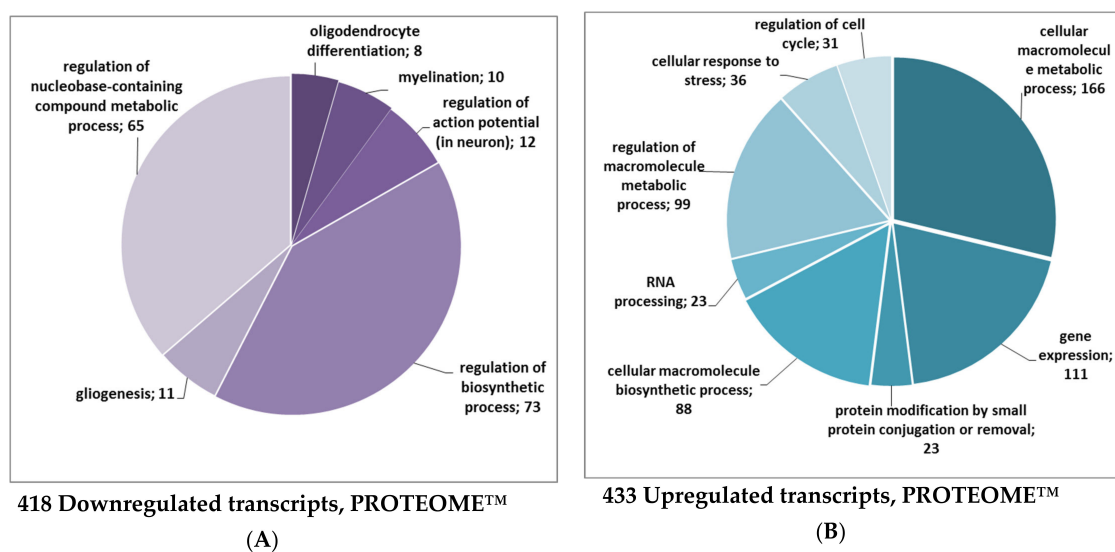 oligodendrocyte
differentiation; 8
myelination; 10
regulation of
action potential
(in neuron); 12
regulation of
biosynthetic
process; 73
gliogenesis; 11
regulation of
nucleobase-containing
compound metabolic
process; 65
418 Downregulated transcripts, PROTEOME™
(A)
regulation of cell
cycle; 31
cellular
macromolecul
e metabolic
process; 166
cellular response to
stress; 36
regulation of
macromolecule
metabolic
process; 99
RNA
processing; 23
gene
expression;
111
cellular macromolecule
biosynthetic process;
88
protein modification by small
protein conjugation or removal;
23
433 Upregulated transcripts, PROTEOME™
(B)